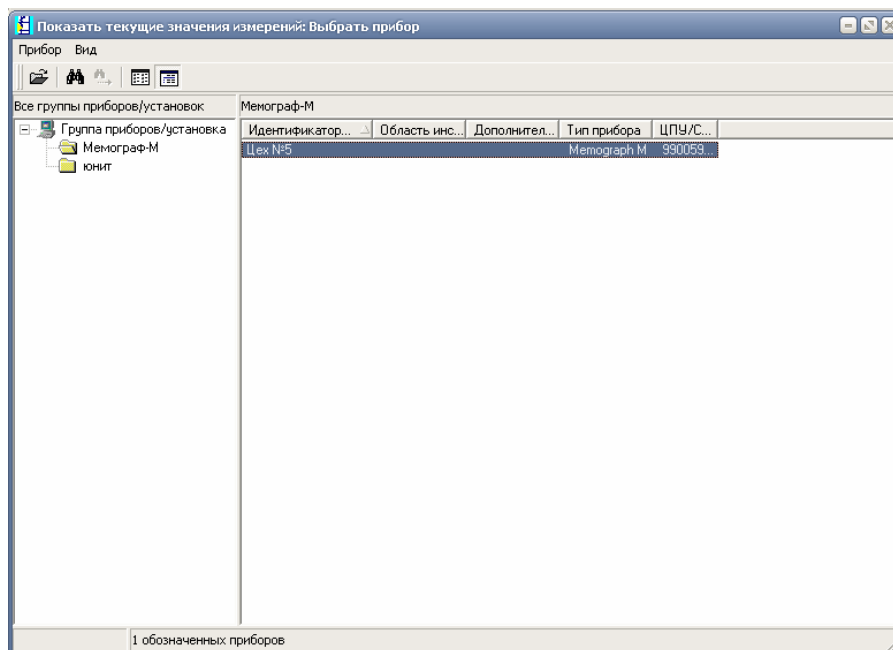 Показать текущие значения измерений: Выбрать прибор
Прибор Вид
Все группы приборов/установок
Мемограф-М
Группа приборов/установка
Мемограф-М
юнит
Идентификатор... Область инс... Дополнител... Тип прибора ЦПУ/С...
Цех №5 Memograph M 990059...
1 обозначенных приборов